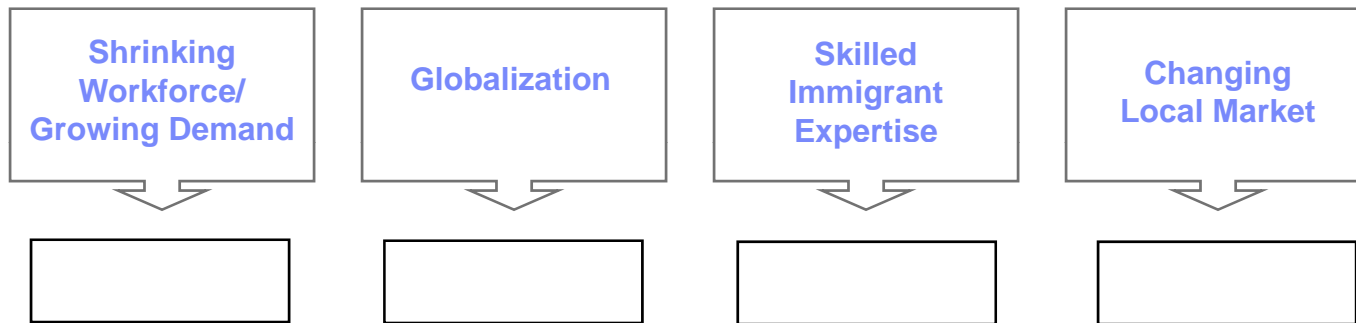 Shrinking
Workforce/
Growing Demand
Globalization
Skilled
Immigrant
Expertise
Changing
Local Market